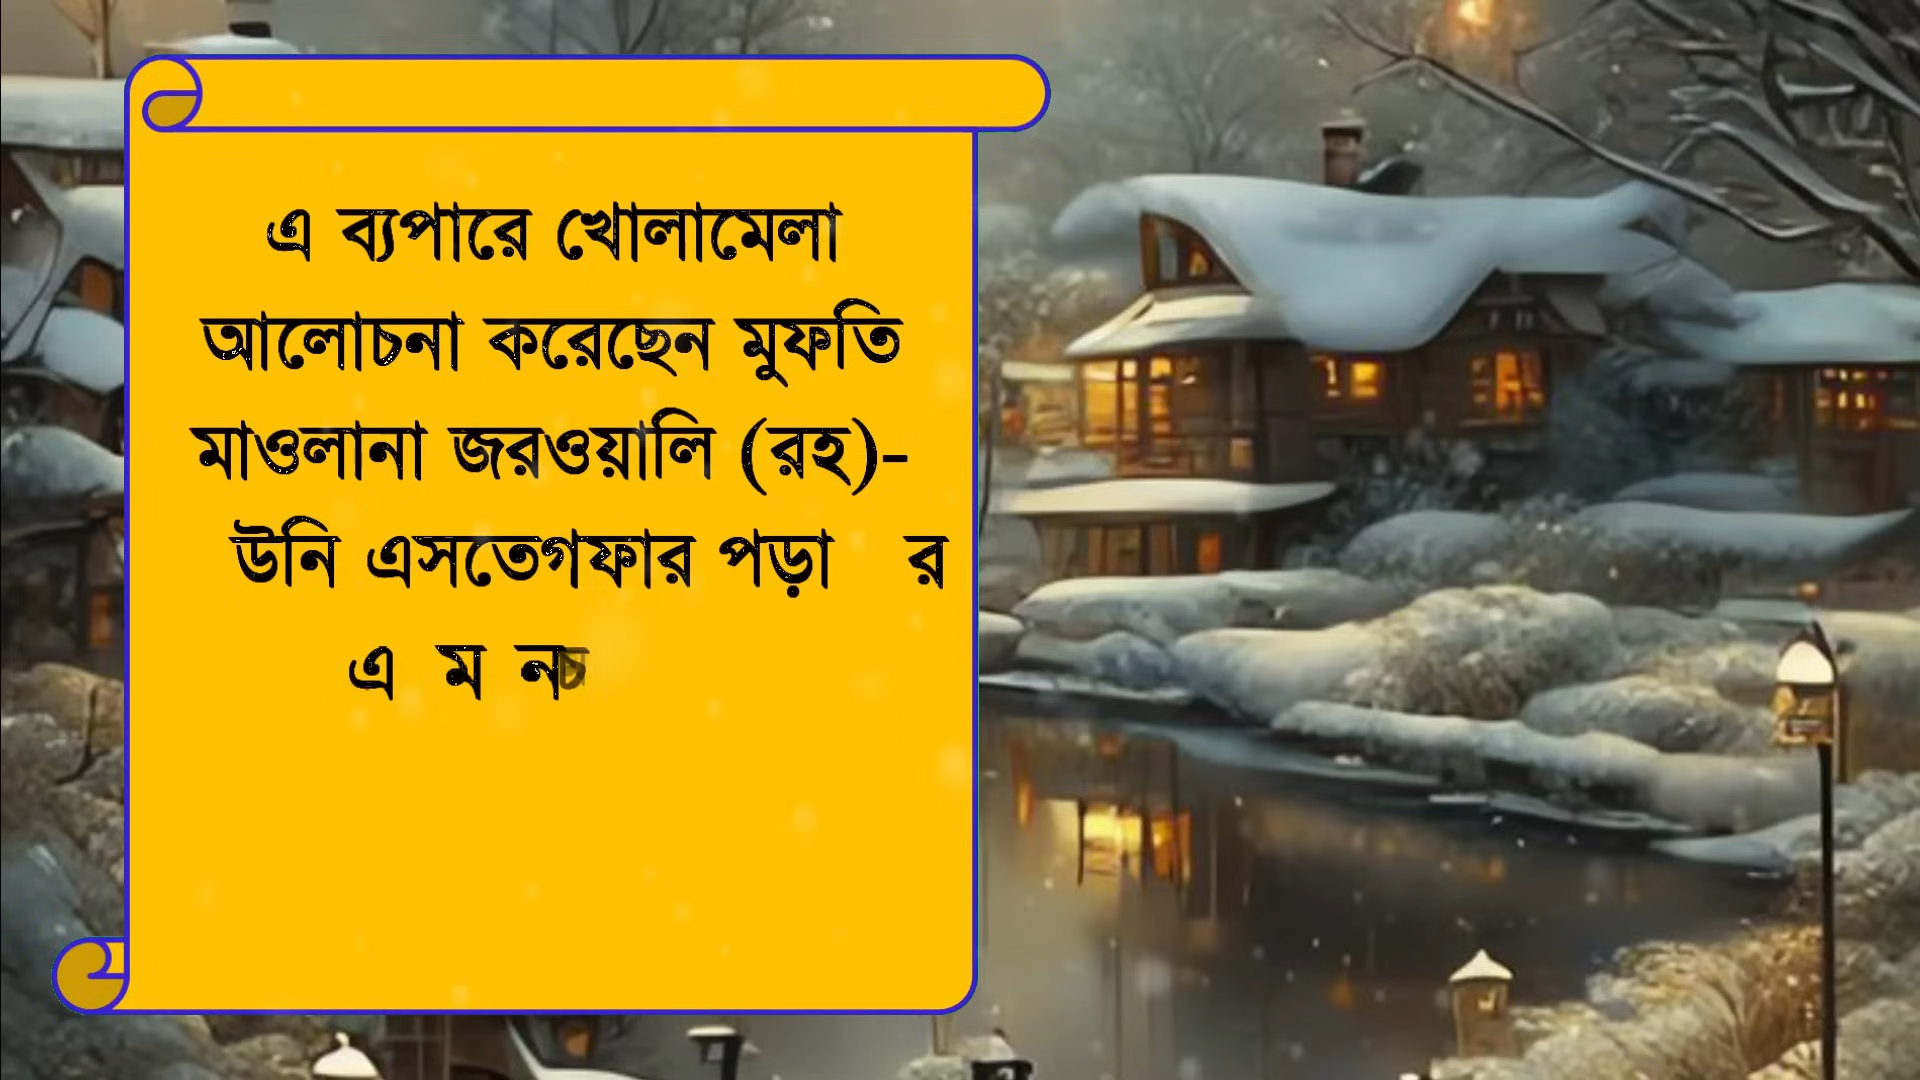 এ ব্যপারে খোলামেলা
আলোচনা করেছেন মুফতি
মাওলানা জরওয়ালি (রহ)-
উনি এসতেগফার পড়া র
এ ম ন